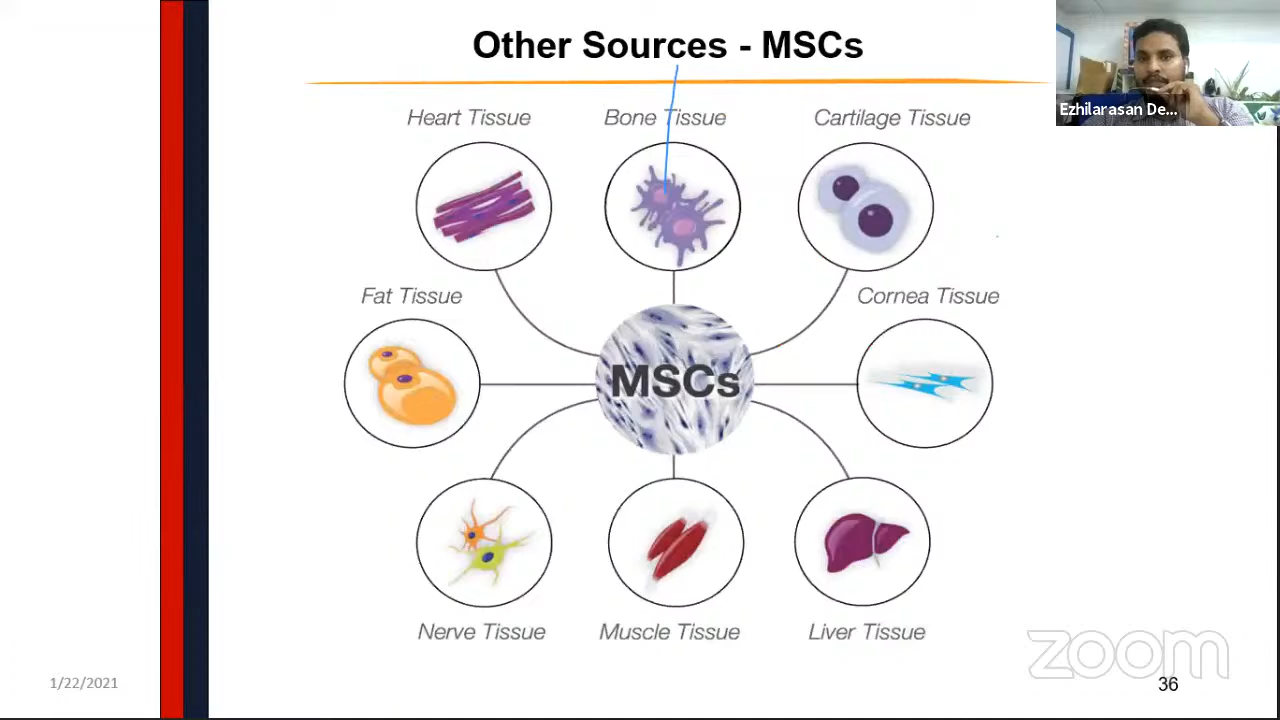 Other Sources - MSCs
Ezhilarasan De...
Heart Tissue
Bone Tissue
Cartilage Tissue
Fat Tissue
Cornea Tissue
MSCs
Nerve Tissue
Muscle Tissue
Liver Tissue
zoom
1/22/2021
36